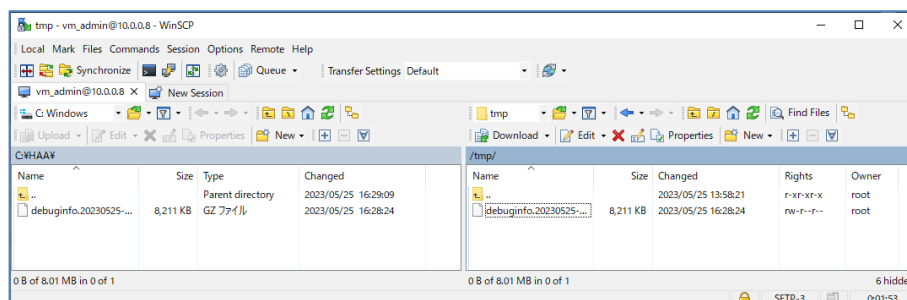 tmp - vm_admin@10.0.0.8 - WinSCP
Local Mark Files Commands Session Options Remote Help
Synchronize Queue Transfer Settings Default
vm_admin@10.0.0.8 X New Session
C: Windows
tmp Find Files
Upload Edit Properties New
Download Edit Properties New
C:¥HAA¥
/tmp/
Name Size Type Changed
Name Size Changed Rights Owner
.. Parent directory 2023/05/25 16:29:09
.. 2023/05/25 13:58:21 r-xr-xr-x root
debuginfo.20230525-... 8,211 KB GZ ファイル 2023/05/25 16:28:24
debuginfo.20230525-... 8,211 KB 2023/05/25 16:28:24 rw-r--r-- root
0 B of 8.01 MB in 0 of 1
0 B of 8.01 MB in 0 of 1 6 hidde
SFTP-3 0:01:53